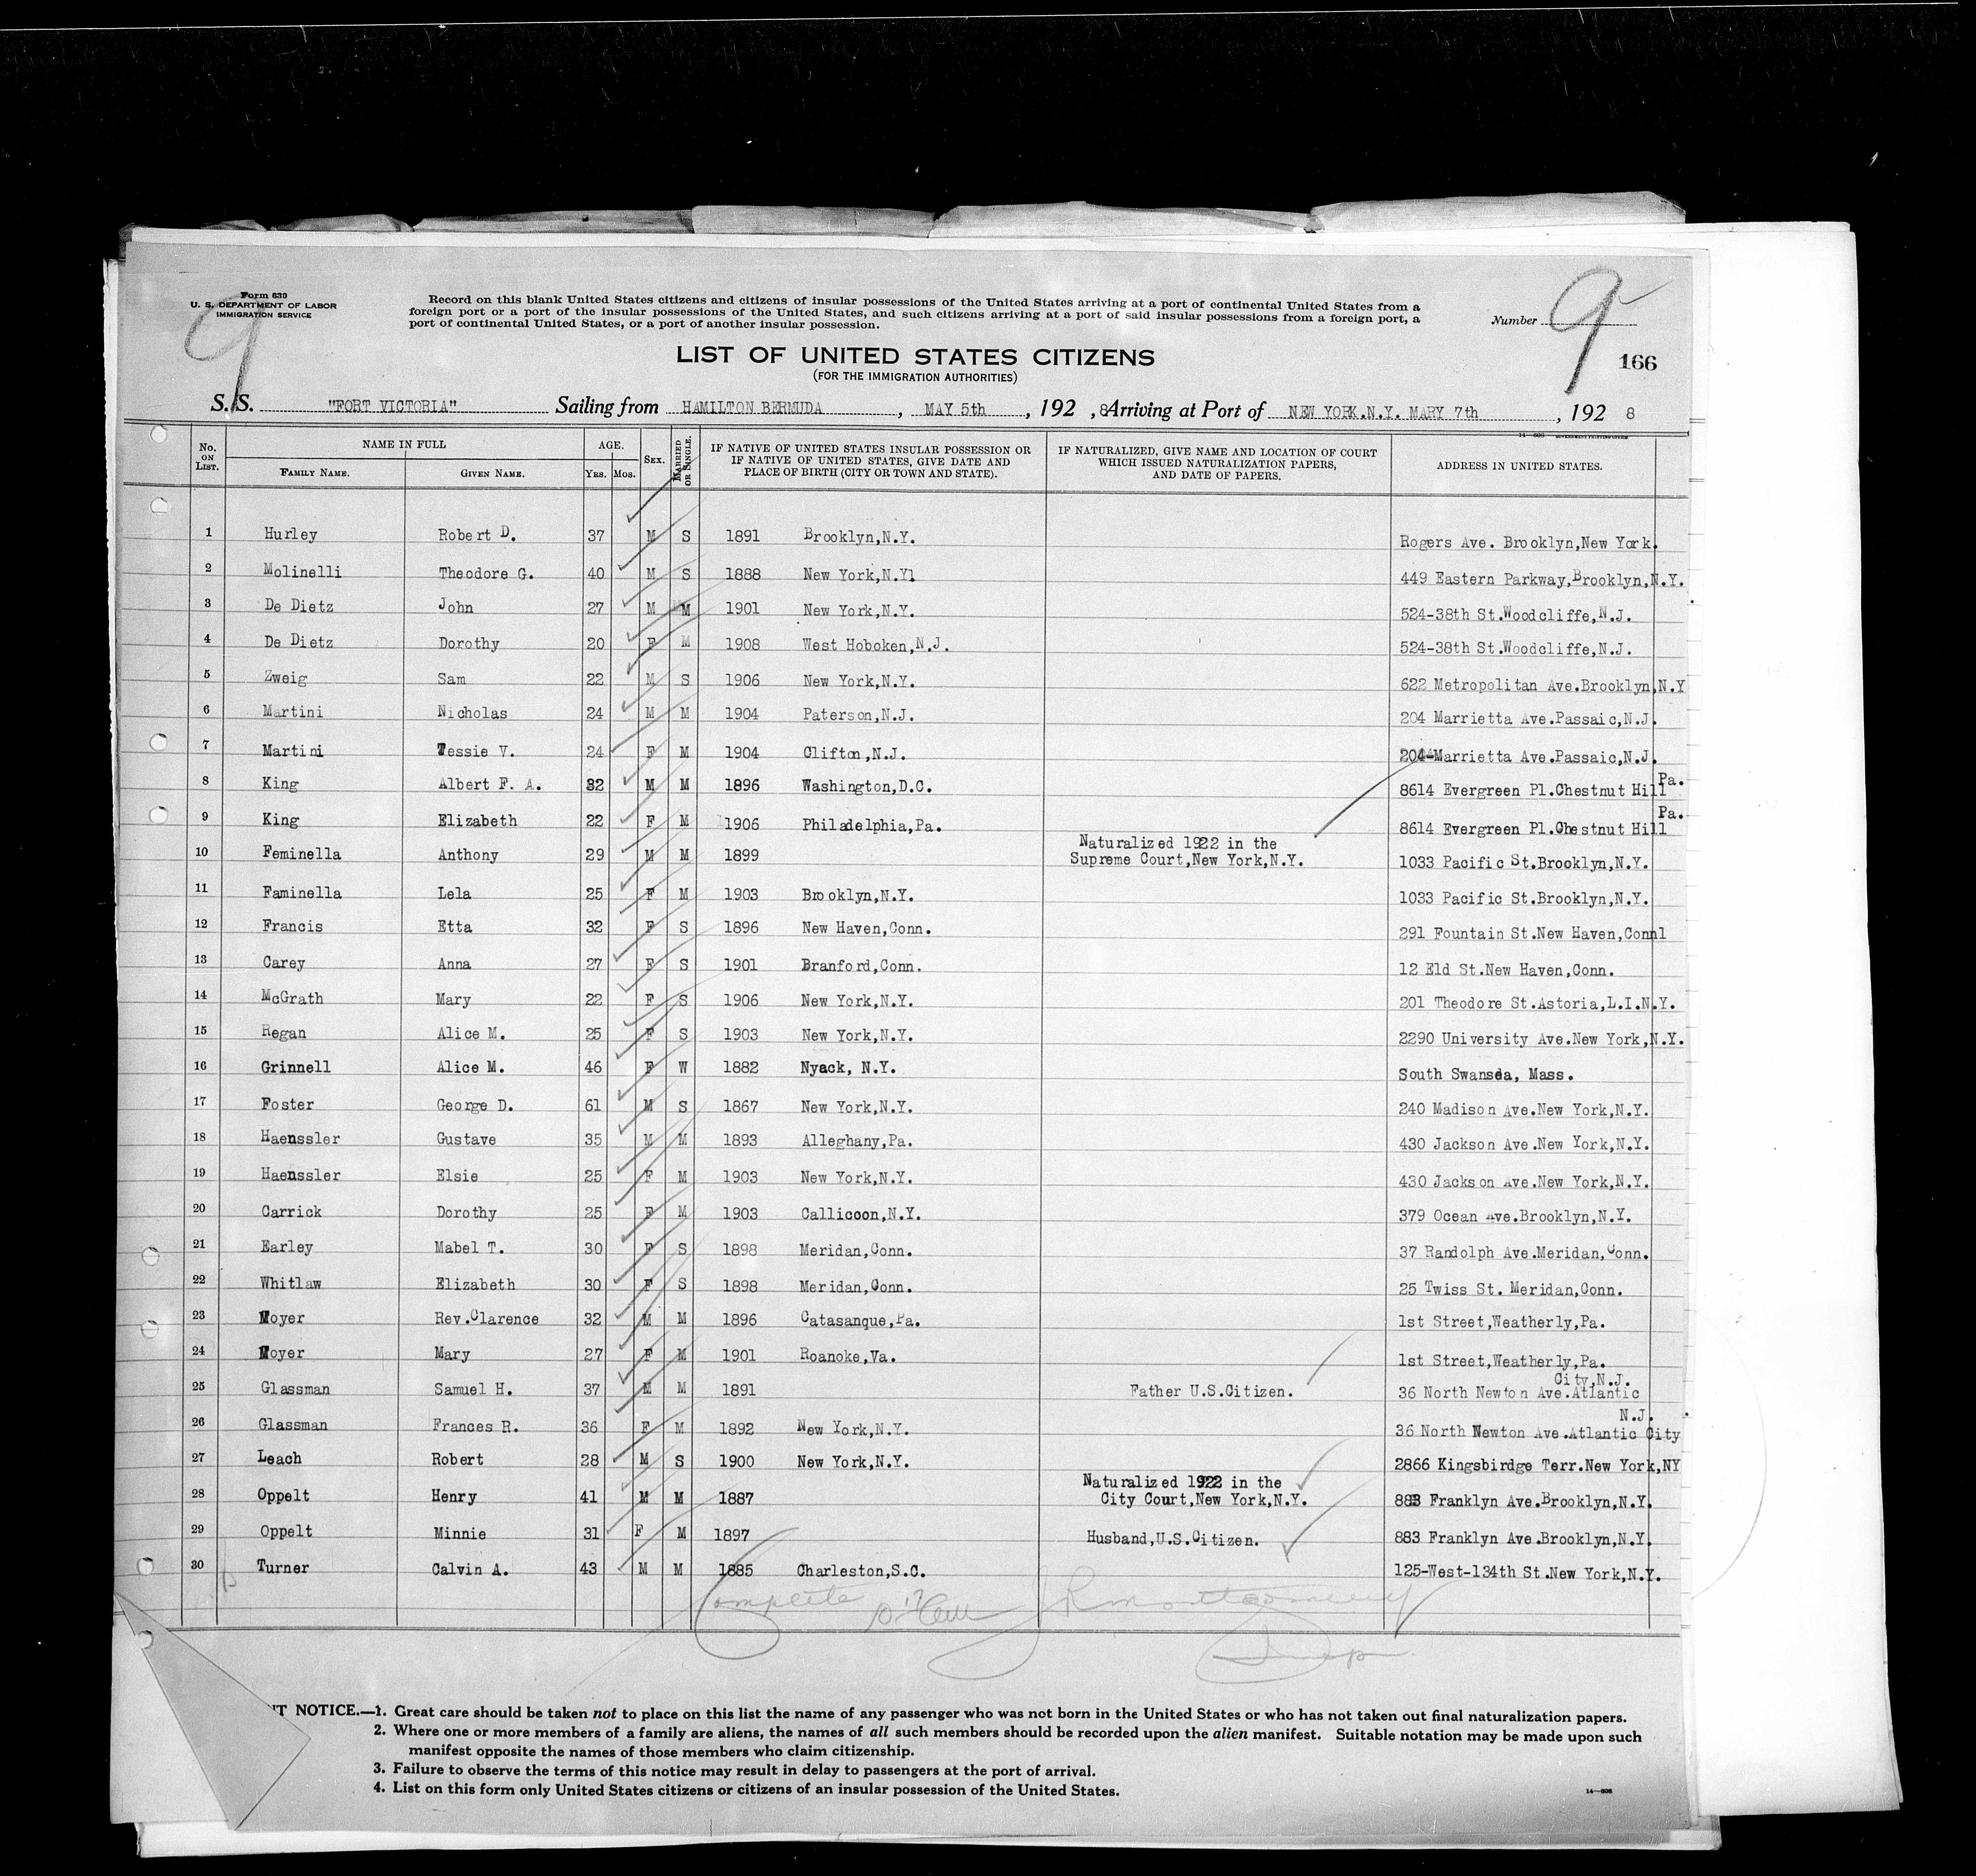 Form 630
U. S. DEPARTMENT OF LABOR
IMMIGRATION SERVICE
9
Record on this blank United States citizens and citizens of insular possessions of the United States arriving at a port of continental United States from a
foreign port or a port of the insular possessions of the United States, and such citizens arriving at a port of said insular possessions from a foreign port, a
port of continental United States, or a port of another insular possession.
Number 9
166
LIST OF UNITED STATES CITIZENS
(FOR THE IMMIGRATION AUTHORITIES)
S. S. "FORT VICTORIA" Sailing from HAMILTON BERMUDA, MAY 5th, 192, 8 Arriving at Port of NEW YORK.N.Y. MARY 7th, 192 8
No. ON LIST. NAME IN FULL FAMILY NAME. GIVEN NAME. AGE. YRS. MOS. SEX. MARRIED OR SINGLE. IF NATIVE OF UNITED STATES INSULAR POSSESSION OR IF NATIVE OF UNITED STATES, GIVE DATE AND PLACE OF BIRTH (CITY OR TOWN AND STATE). IF NATURALIZED, GIVE NAME AND LOCATION OF COURT WHICH ISSUED NATURALIZATION PAPERS, AND DATE OF PAPERS. ADDRESS IN UNITED STATES.
1 Hurley Robert D. 37 M S 1891 Brooklyn,N.Y. Rogers Ave. Brooklyn,New York.
2 Molinelli Theodore G. 40 M S 1888 New York,N.Yl 449 Eastern Parkway,Brooklyn,N.Y.
3 De Dietz John 27 M M 1901 New York,N.Y. 524-38th St.Woodcliffe,N.J.
4 De Dietz Dorothy 20 F M 1908 West Hoboken,N.J. 524-38th St.Woodcliffe,N.J.
5 Zweig Sam 22 M S 1906 New York,N.Y. 622 Metropolitan Ave.Brooklyn,N.Y
6 Martini Nicholas 24 M M 1904 Paterson,N.J. 204 Marrietta Ave.Passaic,N.J.
7 Martini Tessie V. 24 F M 1904 Clifton,N.J. 204 Marrietta Ave.Passaic,N.J.
8 King Albert F. A. 32 M M 1896 Washington,D.C. 8614 Evergreen Pl.Chestnut Hill Pa.
9 King Elizabeth 22 F M 1906 Philadelphia,Pa. 8614 Evergreen Pl.Chestnut Hill Pa.
10 Feminella Anthony 29 M M 1899 Naturalized 1922 in the Supreme Court,New York,N.Y. 1033 Pacific St.Brooklyn,N.Y.
11 Faminella Lela 25 F M 1903 Brooklyn,N.Y. 1033 Pacific St.Brooklyn,N.Y.
12 Francis Etta 32 F S 1896 New Haven,Conn. 291 Fountain St.New Haven,Connl
13 Carey Anna 27 F S 1901 Branford,Conn. 12 Eld St.New Haven,Conn.
14 McGrath Mary 22 F S 1906 New York,N.Y. 201 Theodore St.Astoria,L.I.N.Y.
15 Regan Alice M. 25 F S 1903 New York,N.Y. 2290 University Ave.New York,N.Y.
16 Grinnell Alice M. 46 F W 1882 Nyack, N.Y. South Swansea, Mass.
17 Foster George D. 61 M S 1867 New York,N.Y. 240 Madison Ave.New York,N.Y.
18 Haenssler Gustave 35 M M 1893 Alleghany,Pa. 430 Jackson Ave.New York,N.Y.
19 Haenssler Elsie 25 F M 1903 New York,N.Y. 430 Jackson Ave.New York,N.Y.
20 Carrick Dorothy 25 F M 1903 Callicoon,N.Y. 379 Ocean Ave.Brooklyn,N.Y.
21 Earley Mabel T. 30 F S 1898 Meridan,Conn. 37 Randolph Ave.Meridan,Conn.
22 Whitlaw Elizabeth 30 F S 1898 Meridan,Conn. 25 Twiss St. Meridan,Conn.
23 Moyer Rev.Clarence 32 M M 1896 Catasanque,Pa. 1st Street,Weatherly,Pa.
24 Moyer Mary 27 F M 1901 Roanoke,Va. 1st Street,Weatherly,Pa.
25 Glassman Samuel H. 37 M M 1891 Father U.S.Citizen. 36 North Newton Ave.Atlantic City,N.J.
26 Glassman Frances R. 36 F M 1892 New York,N.Y. 36 North Newton Ave.Atlantic City N.J.
27 Leach Robert 28 M S 1900 New York,N.Y. 2866 Kingsbirdge Terr.New York,NY
28 Oppelt Henry 41 M M 1887 Naturalized 1922 in the City Court,New York,N.Y. 883 Franklyn Ave.Brooklyn,N.Y.
29 Oppelt Minnie 31 F M 1897 Husband,U.S.Citizen. 883 Franklyn Ave.Brooklyn,N.Y.
30 Turner Calvin A. 43 M M 1885 Charleston,S.C. 125-West-134th St.New York,N.Y.
Complete
Montgomery
Insp
T NOTICE.—1. Great care should be taken not to place on this list the name of any passenger who was not born in the United States or who has not taken out final naturalization papers.
2. Where one or more members of a family are aliens, the names of all such members should be recorded upon the alien manifest. Suitable notation may be made upon such
manifest opposite the names of those members who claim citizenship.
3. Failure to observe the terms of this notice may result in delay to passengers at the port of arrival.
4. List on this form only United States citizens or citizens of an insular possession of the United States.